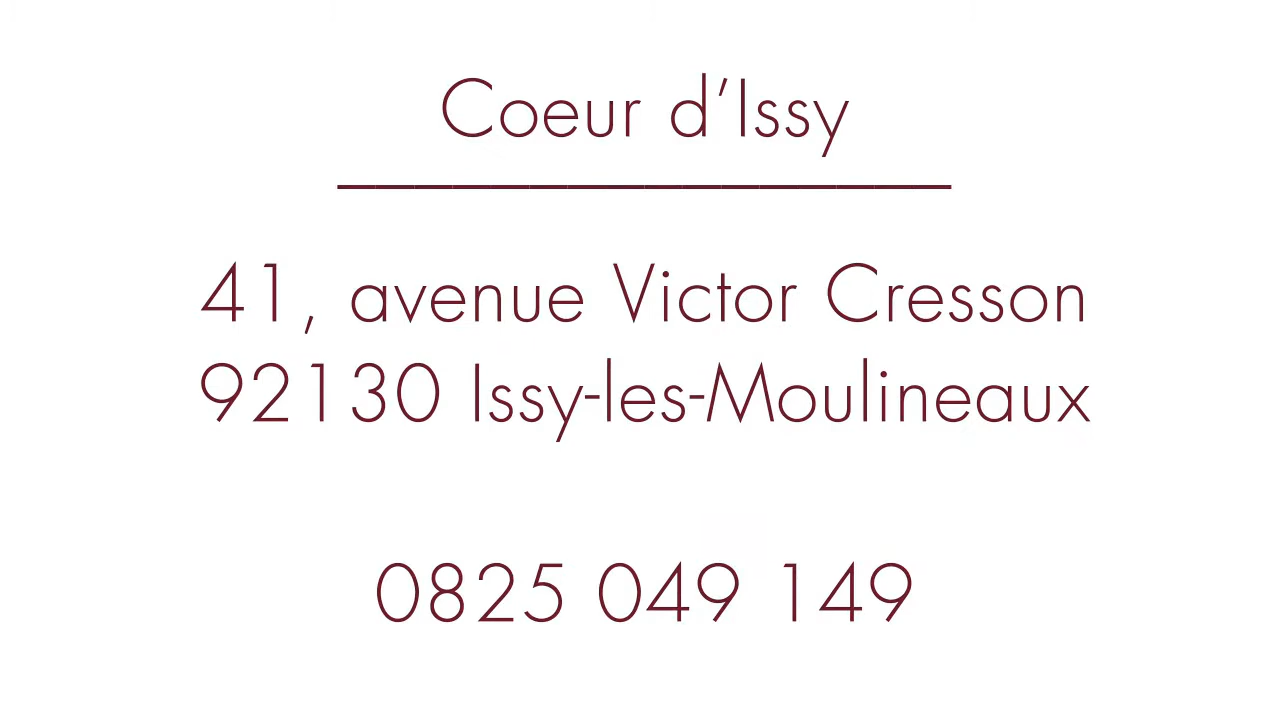 Coeur d’Issy
41, avenue Victor Cresson
92130 Issy-les-Moulineaux
0825 049 149